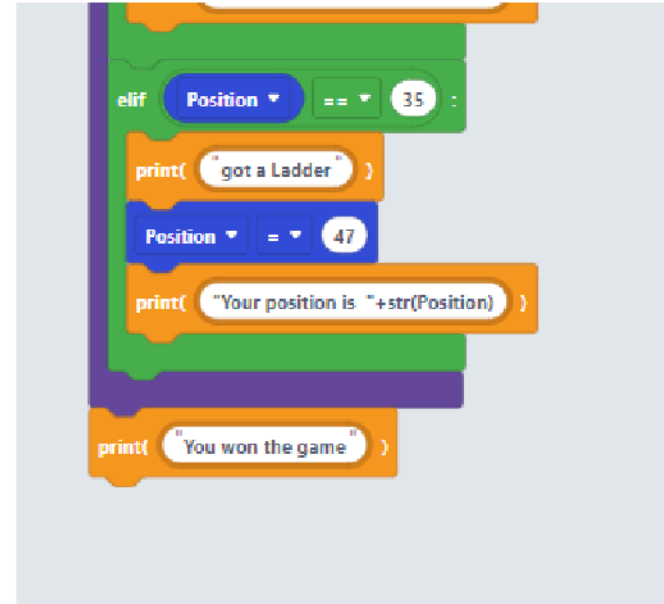 elif Position == 35 :
print( "got a Ladder" )
Position = 47
print( "Your position is "+str(Position) )
print( "You won the game" )